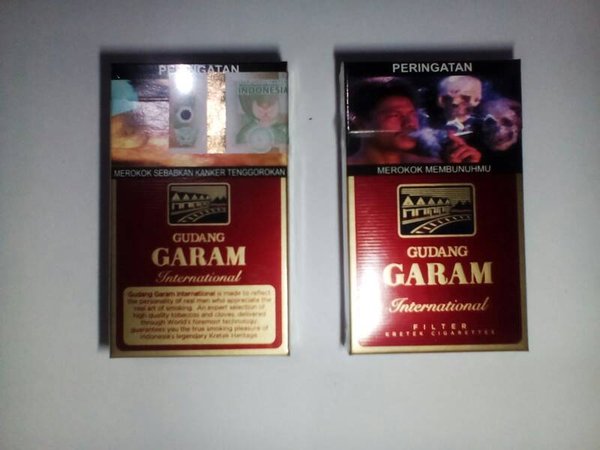 PERINGATAN
INDONESIA
MEROKOK SEBABKAN KANKER TENGGOROKAN
GUDANG
GARAM
International
Gudang Garam International is made to reflect
the personality of real men who appreciate the
real art of smoking. An expert selection of
high quality tobaccos and cloves, delivered
through World's foremost technology
guarantees you the true smoking pleasure of
Indonesia's legendary Kretek Heritage.
PERINGATAN
MEROKOK MEMBUNUHMU
GUDANG
GARAM
International
FILTER
KRETEK CIGARETTES